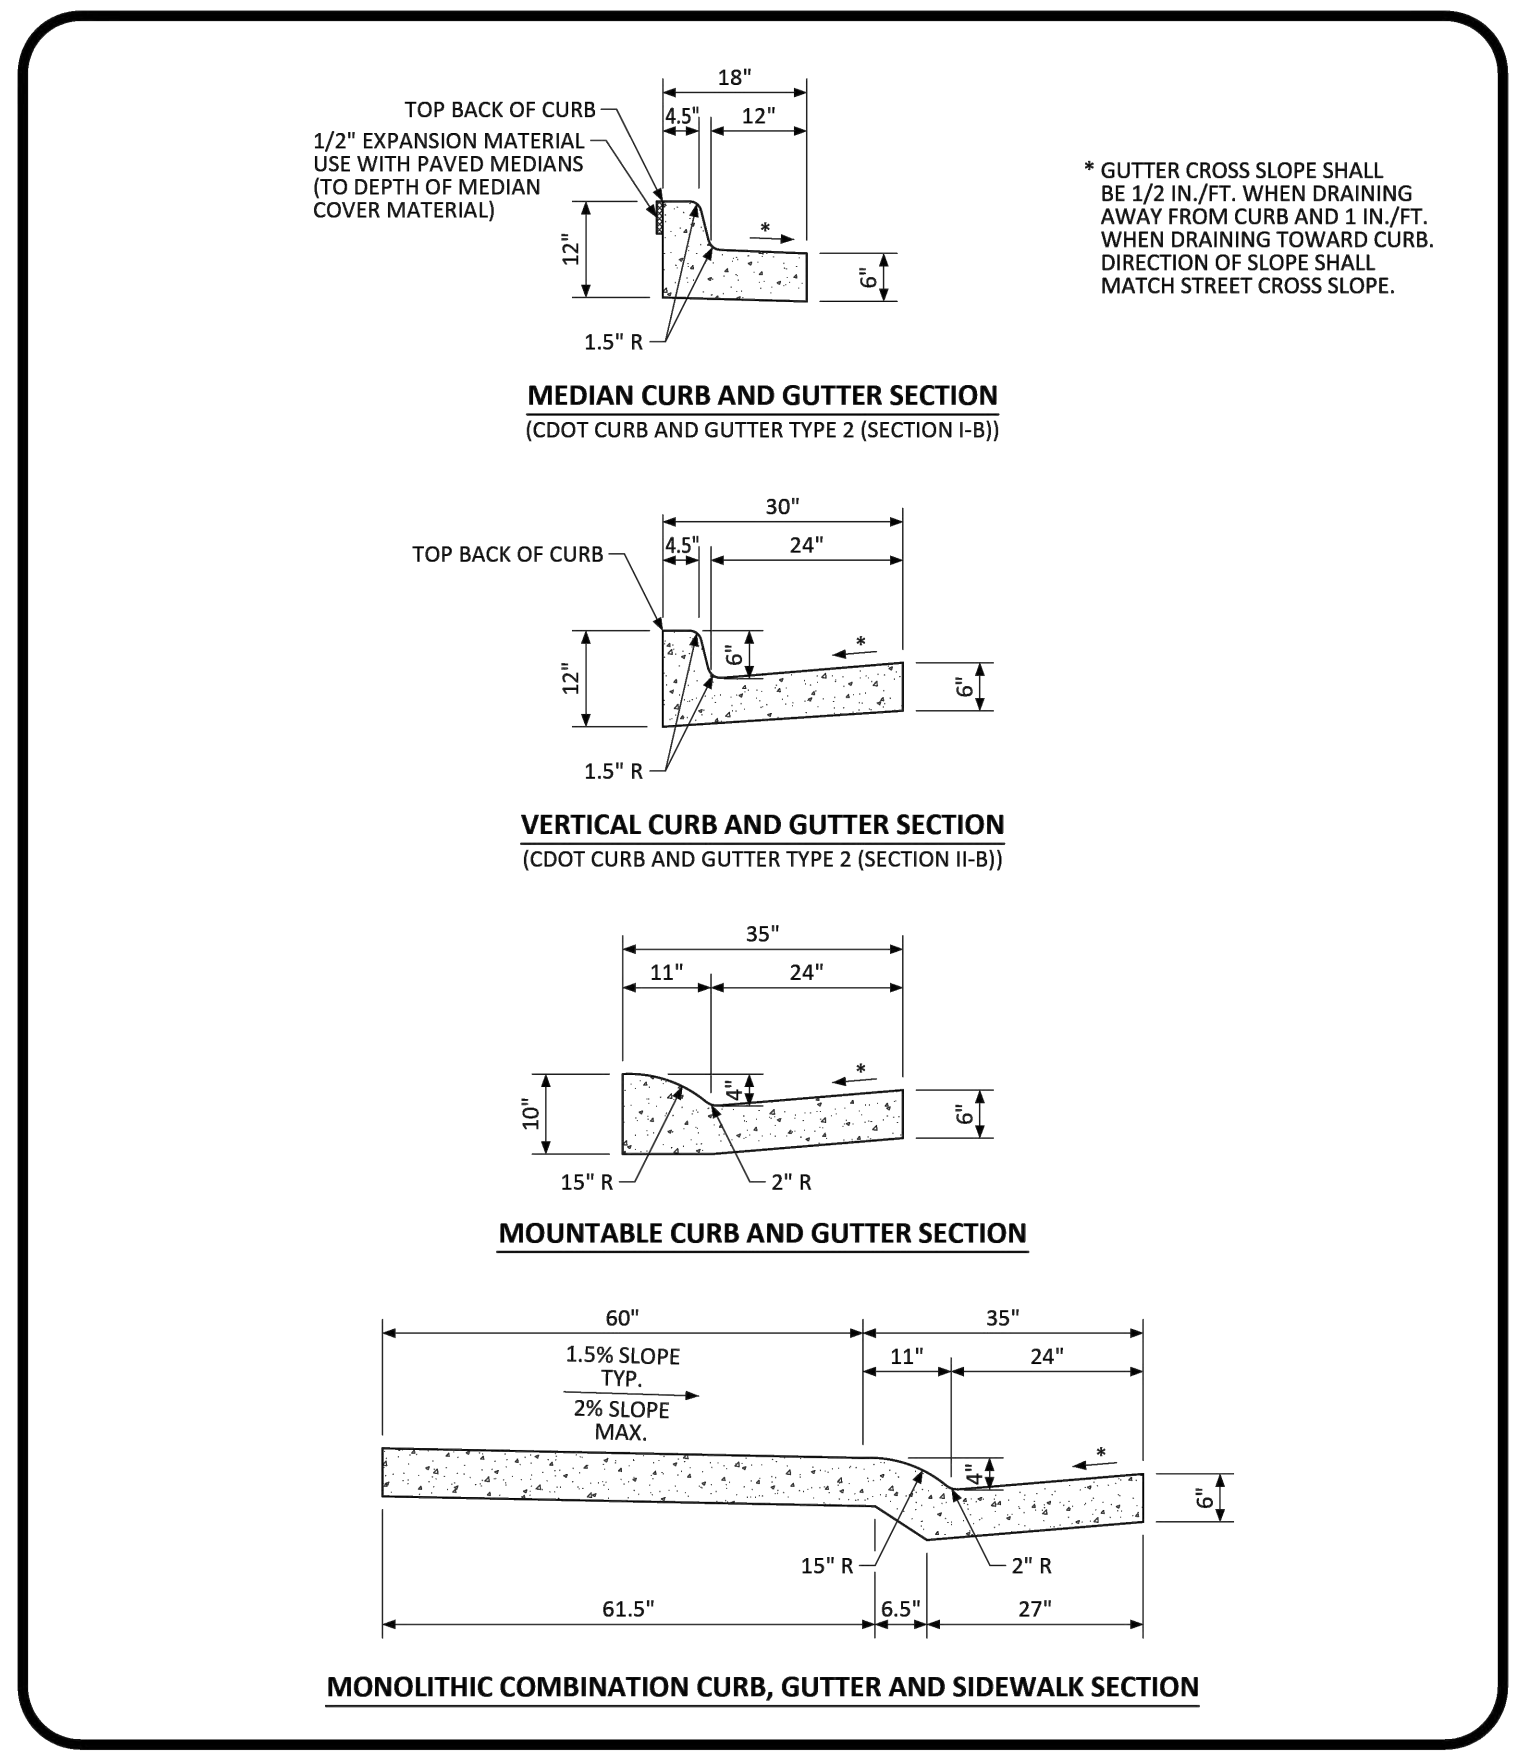 18"
TOP BACK OF CURB
4.5"
12"
1/2" EXPANSION MATERIAL
USE WITH PAVED MEDIANS
(TO DEPTH OF MEDIAN
COVER MATERIAL)
* GUTTER CROSS SLOPE SHALL
BE 1/2 IN./FT. WHEN DRAINING
AWAY FROM CURB AND 1 IN./FT.
WHEN DRAINING TOWARD CURB.
DIRECTION OF SLOPE SHALL
MATCH STREET CROSS SLOPE.
*
12"
6"
1.5" R
MEDIAN CURB AND GUTTER SECTION
(CDOT CURB AND GUTTER TYPE 2 (SECTION I-B))
30"
4.5"
24"
TOP BACK OF CURB
*
12"
6"
6"
1.5" R
VERTICAL CURB AND GUTTER SECTION
(CDOT CURB AND GUTTER TYPE 2 (SECTION II-B))
35"
11"
24"
*
10"
4"
6"
15" R
2" R
MOUNTABLE CURB AND GUTTER SECTION
60"
35"
1.5% SLOPE
TYP.
2% SLOPE
MAX.
11"
24"
*
4"
6"
15" R
2" R
61.5"
6.5"
27"
MONOLITHIC COMBINATION CURB, GUTTER AND SIDEWALK SECTION